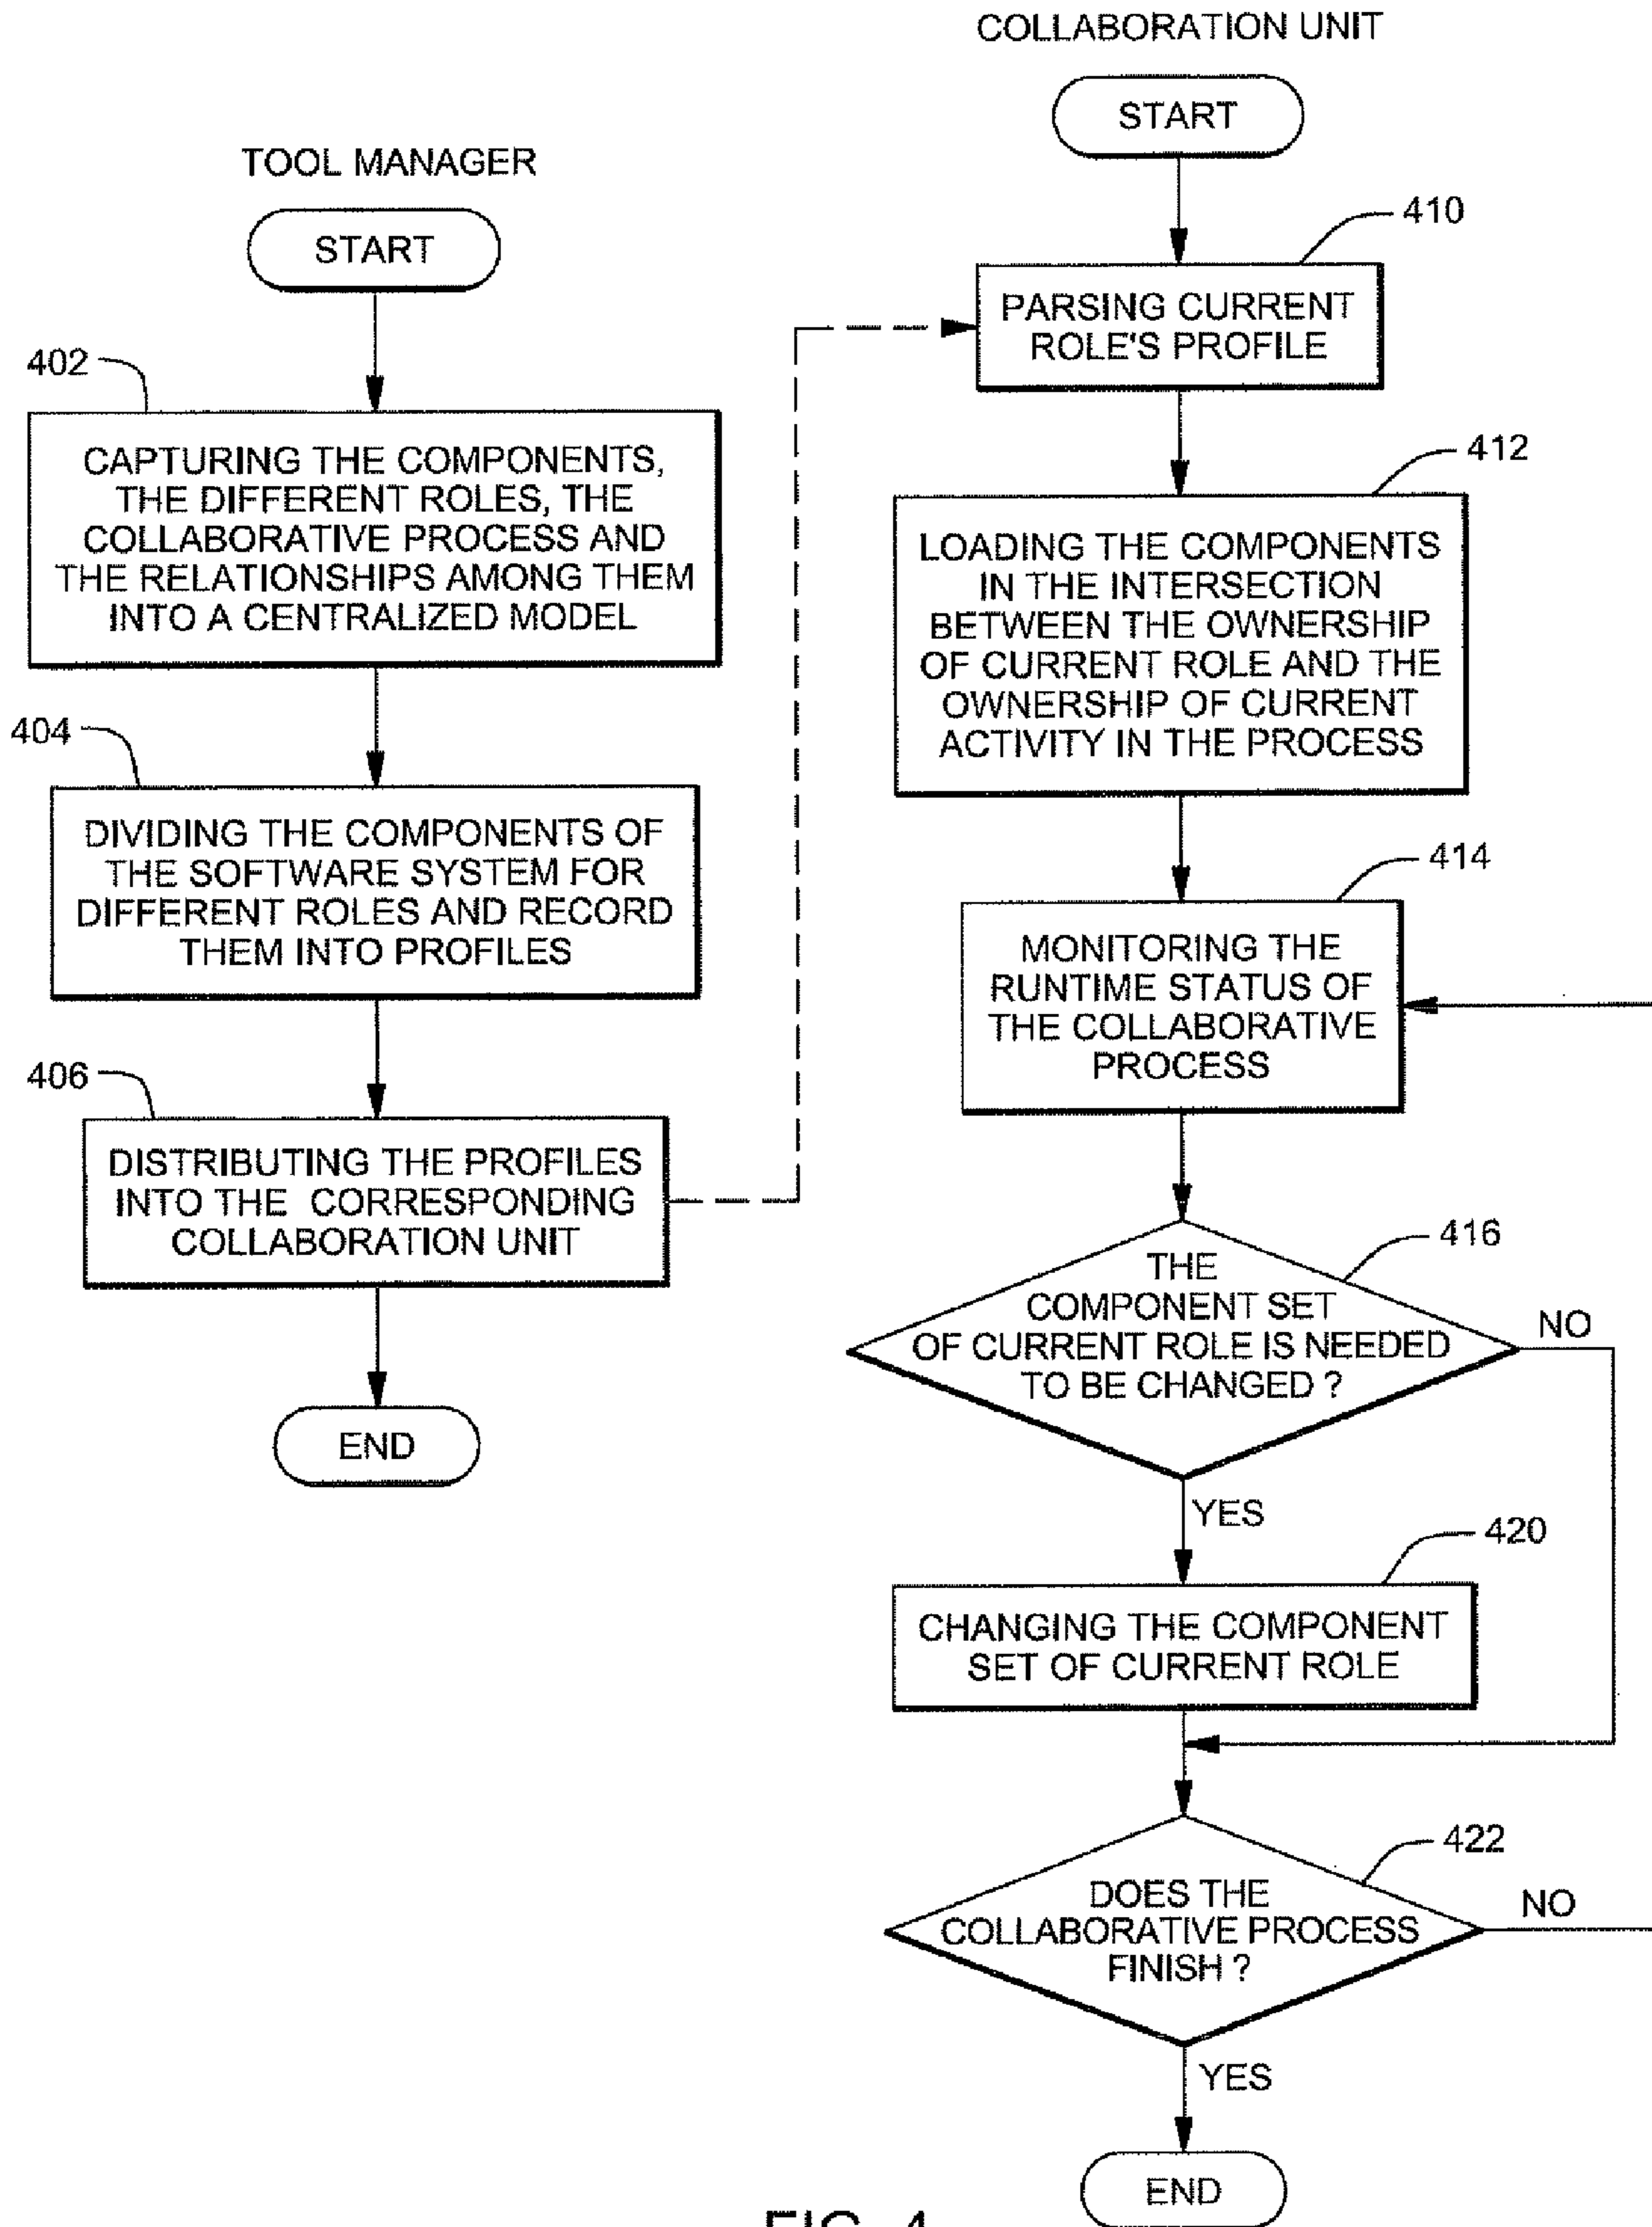 TOOL MANAGER
START
402
CAPTURING THE COMPONENTS,
THE DIFFERENT ROLES, THE
COLLABORATIVE PROCESS AND
THE RELATIONSHIPS AMONG THEM
INTO A CENTRALIZED MODEL
404
DIVIDING THE COMPONENTS OF
THE SOFTWARE SYSTEM FOR
DIFFERENT ROLES AND RECORD
THEM INTO PROFILES
406
DISTRIBUTING THE PROFILES
INTO THE CORRESPONDING
COLLABORATION UNIT
END
COLLABORATION UNIT
START
410
PARSING CURRENT
ROLE'S PROFILE
412
LOADING THE COMPONENTS
IN THE INTERSECTION
BETWEEN THE OWNERSHIP
OF CURRENT ROLE AND THE
OWNERSHIP OF CURRENT
ACTIVITY IN THE PROCESS
414
MONITORING THE
RUNTIME STATUS OF
THE COLLABORATIVE
PROCESS
416
THE
COMPONENT SET
OF CURRENT ROLE IS NEEDED
TO BE CHANGED ?
NO
YES
420
CHANGING THE COMPONENT
SET OF CURRENT ROLE
422
DOES THE
COLLABORATIVE PROCESS
FINISH ?
NO
YES
END
FIG. 4